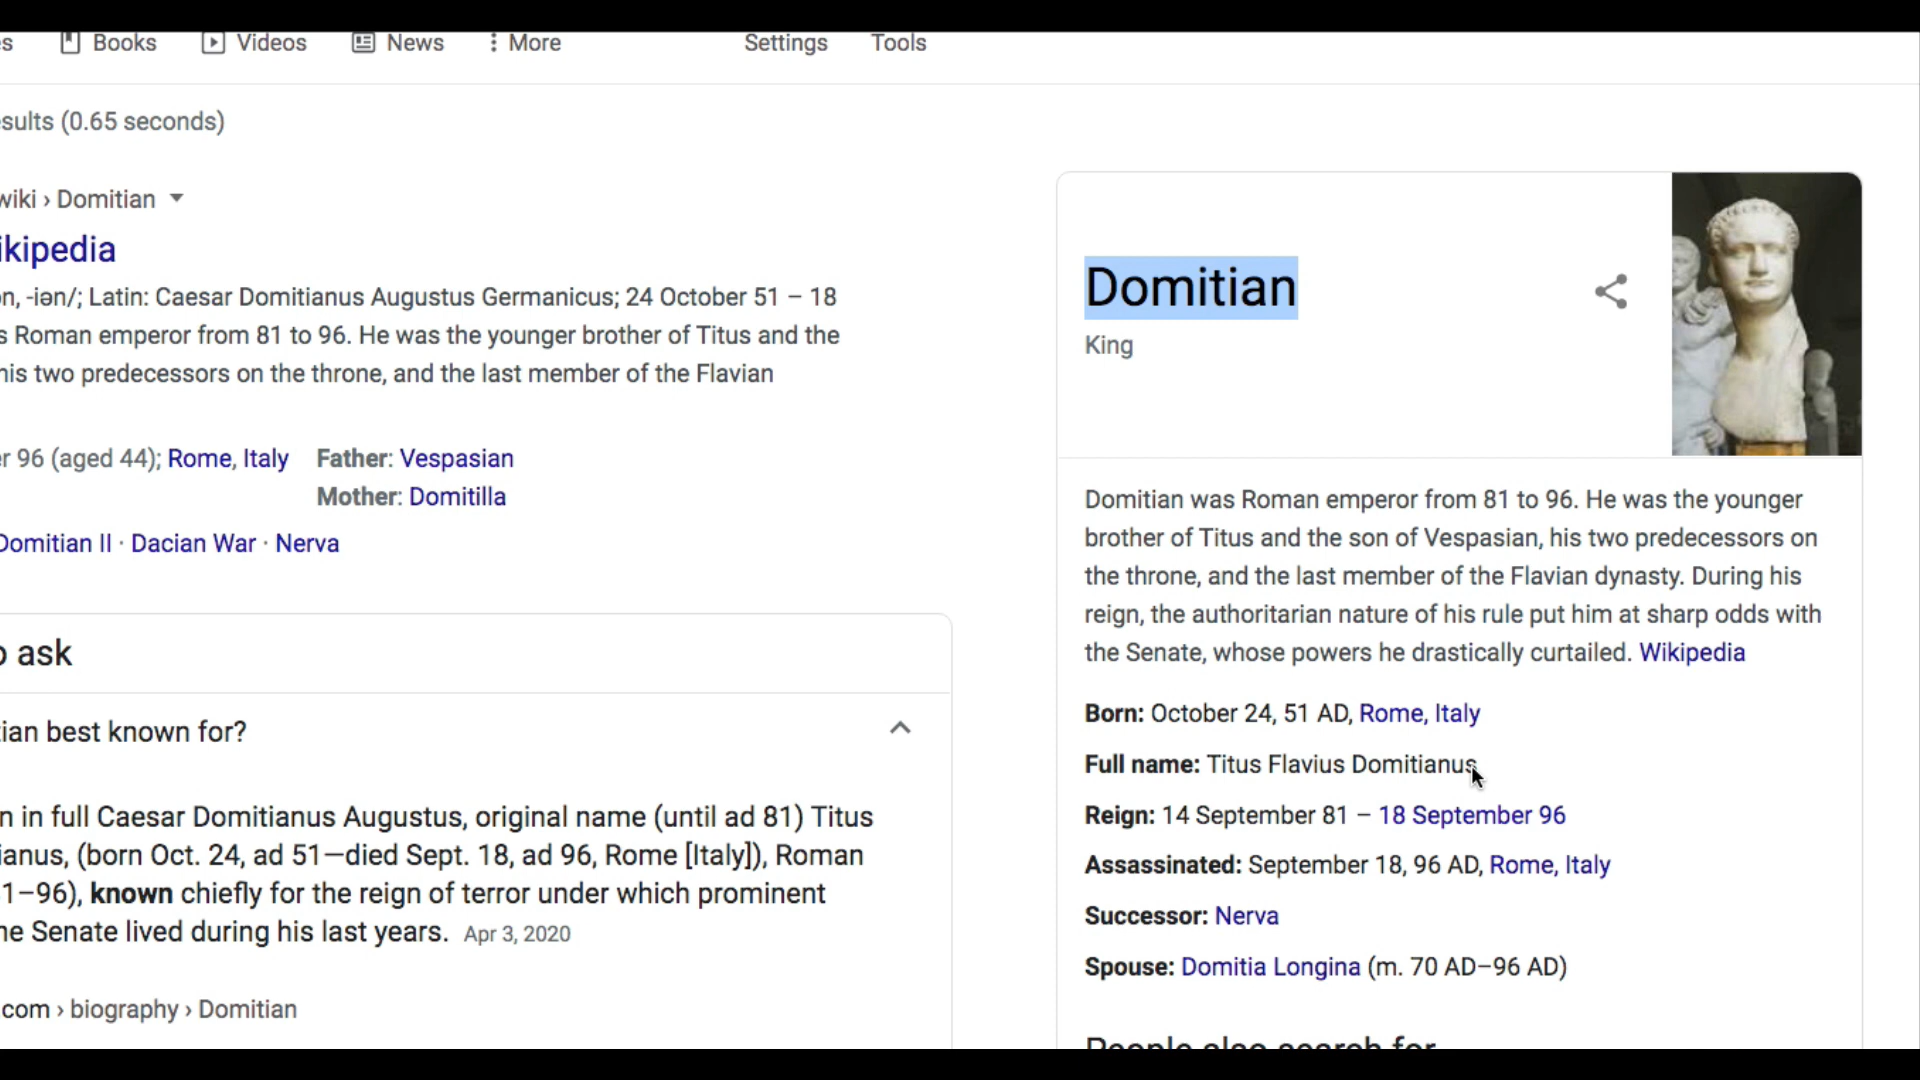 Books
Videos
News
More
Settings
Tools
(0.65 seconds)
› Domitian
Latin: Caesar Domitianus Augustus Germanicus; 24 October 51 – 18
Roman emperor from 81 to 96. He was the younger brother of Titus and the
his two predecessors on the throne, and the last member of the Flavian
96 (aged 44); Rome, Italy
Father: Vespasian
Mother: Domitilla
Domitian II · Dacian War · Nerva
ask
best known for?
in full Caesar Domitianus Augustus, original name (until ad 81) Titus
(born Oct. 24, ad 51—died Sept. 18, ad 96, Rome [Italy]), Roman
known chiefly for the reign of terror under which prominent
Senate lived during his last years. Apr 3, 2020
› biography › Domitian
Domitian
King
Domitian was Roman emperor from 81 to 96. He was the younger
brother of Titus and the son of Vespasian, his two predecessors on
the throne, and the last member of the Flavian dynasty. During his
reign, the authoritarian nature of his rule put him at sharp odds with
the Senate, whose powers he drastically curtailed. Wikipedia
Born: October 24, 51 AD, Rome, Italy
Full name: Titus Flavius Domitianus
Reign: 14 September 81 – 18 September 96
Assassinated: September 18, 96 AD, Rome, Italy
Successor: Nerva
Spouse: Domitia Longina (m. 70 AD–96 AD)
People also search for